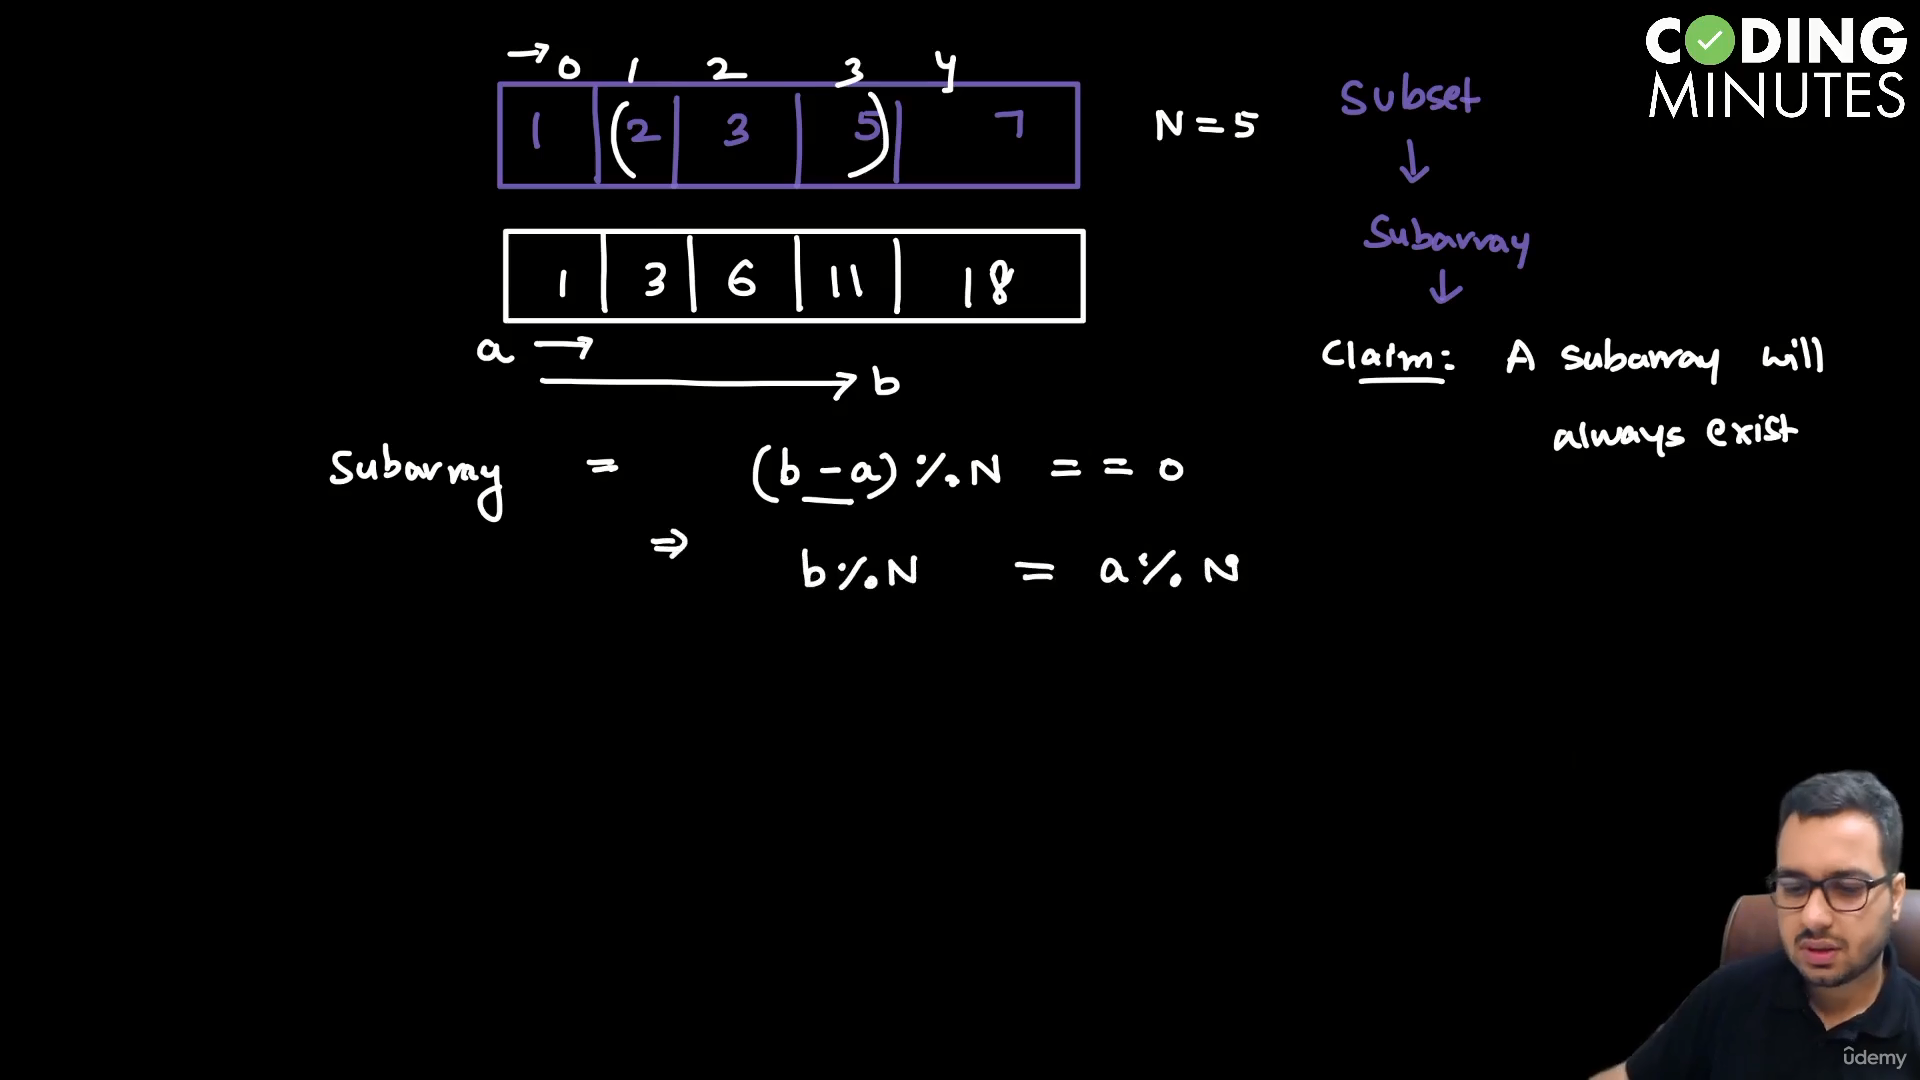 CODING
MINUTES
→ 0 1 2 3 4
1 (2 3 5) 7
N = 5
Subset
↓
Subarray
↓
1 3 6 11 18
a →
→ b
Claim: A subarray will
always exist
Subarray = (b - a) % N = = 0
⇒ b % N = a % N
ûdemy